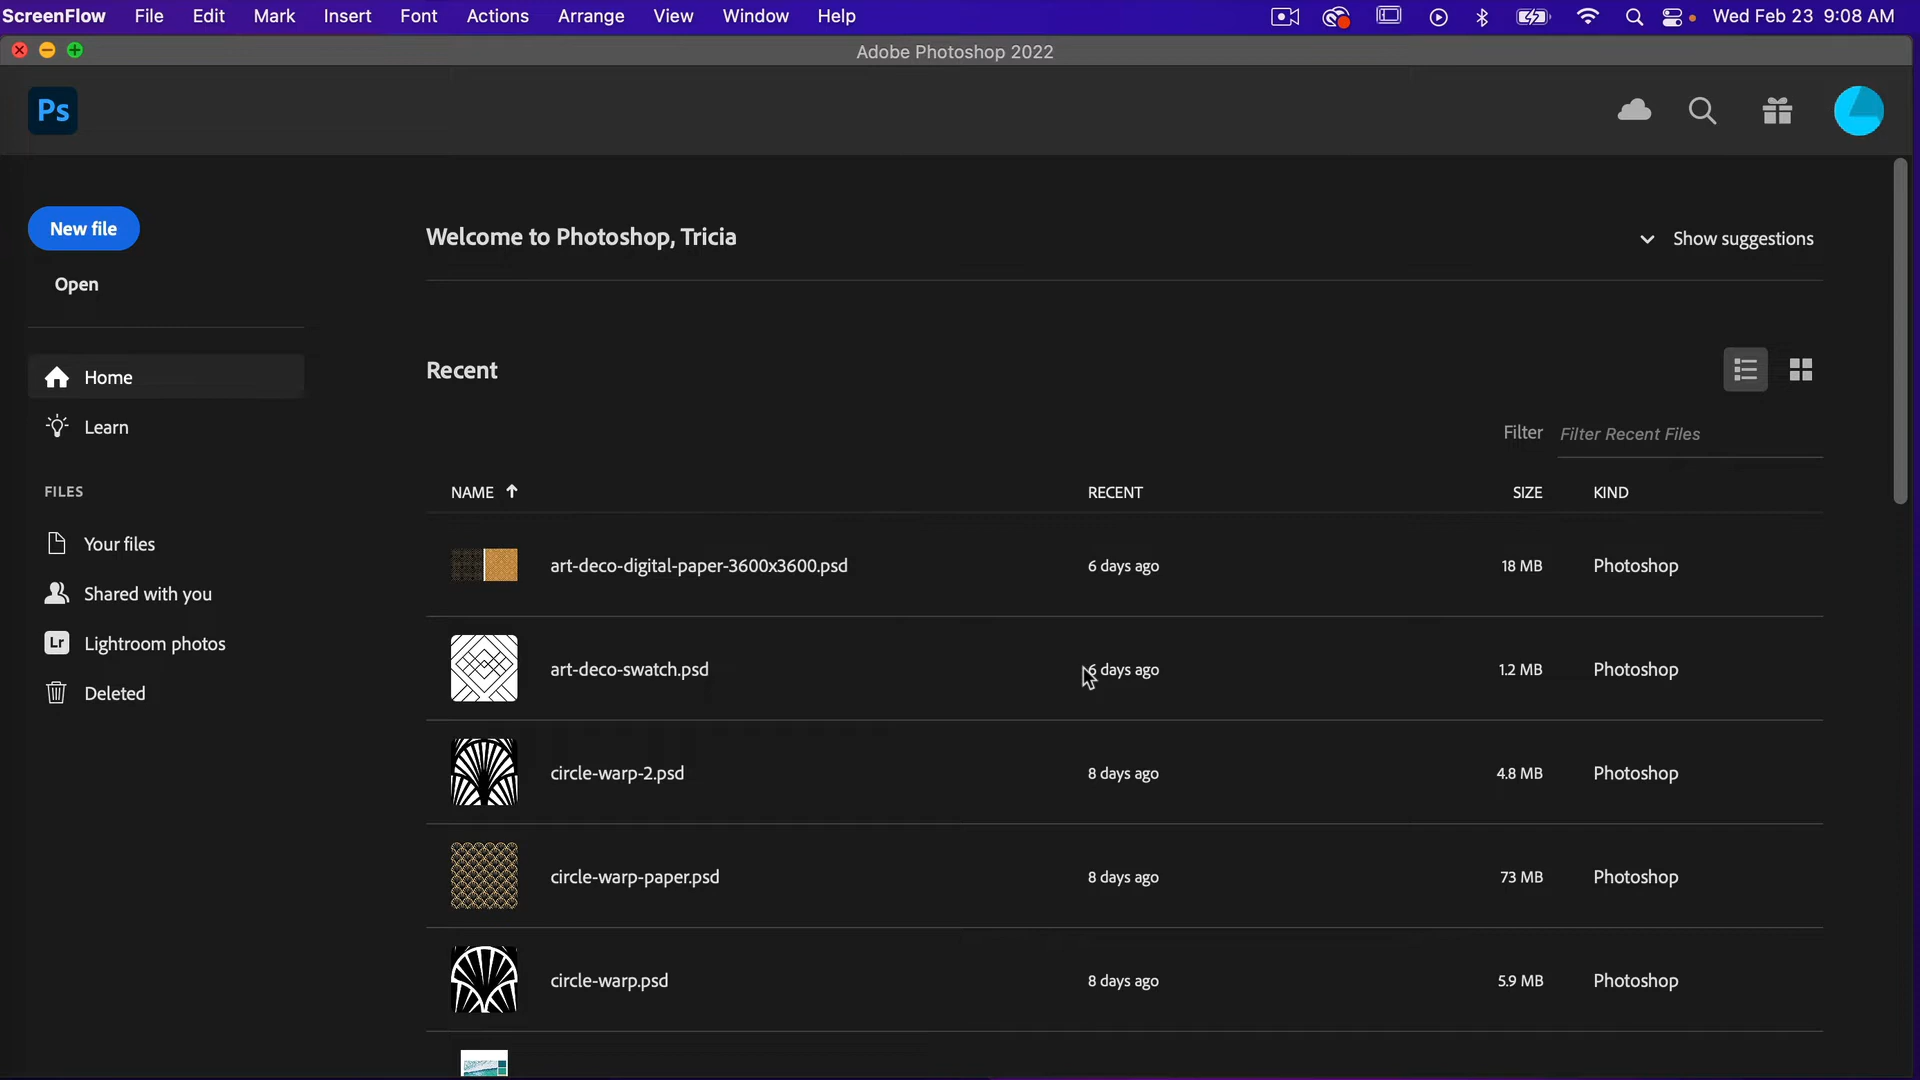 ScreenFlow File Edit Mark Insert Font Actions Arrange View Window Help Wed Feb 23 9:08 AM
Adobe Photoshop 2022
Ps
New file
Open
Home
Learn
FILES
Your files
Shared with you
Lr Lightroom photos
Deleted
Welcome to Photoshop, Tricia
Show suggestions
Recent
Filter Filter Recent Files
NAME RECENT SIZE KIND
art-deco-digital-paper-3600x3600.psd 6 days ago 18 MB Photoshop
art-deco-swatch.psd 6 days ago 1.2 MB Photoshop
circle-warp-2.psd 8 days ago 4.8 MB Photoshop
circle-warp-paper.psd 8 days ago 73 MB Photoshop
circle-warp.psd 8 days ago 5.9 MB Photoshop